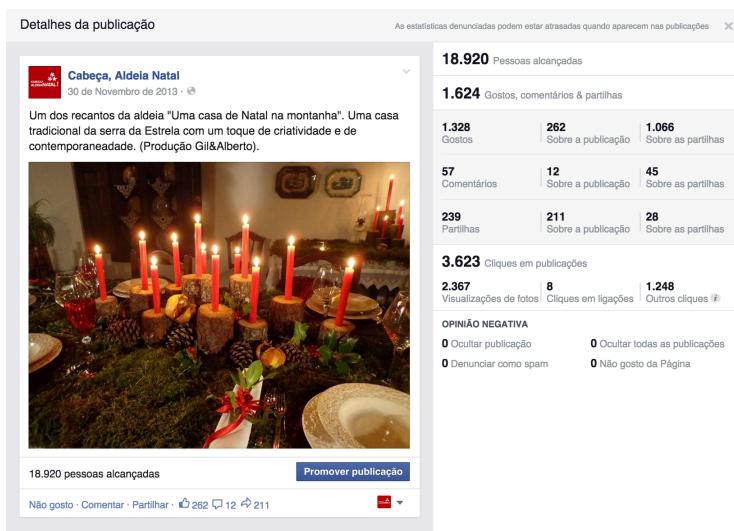 Detalhes da publicação
As estatísticas denunciadas podem estar atrasadas quando aparecem nas publicações
Cabeça, Aldeia Natal
30 de Novembro de 2013 ·
Um dos recantos da aldeia "Uma casa de Natal na montanha". Uma casa
tradicional da serra da Estrela com um toque de criatividade e de
contemporaneadade. (Produção Gil&Alberto).
18.920 pessoas alcançadas
Promover publicação
Não gosto · Comentar · Partilhar · 262 12 211
18.920 Pessoas alcançadas
1.624 Gostos, comentários & partilhas
1.328 262 1.066
Gostos Sobre a publicação Sobre as partilhas
57 12 45
Comentários Sobre a publicação Sobre as partilhas
239 211 28
Partilhas Sobre a publicação Sobre as partilhas
3.623 Cliques em publicações
2.367 8 1.248
Visualizações de fotos Cliques em ligações Outros cliques
OPINIÃO NEGATIVA
0 Ocultar publicação 0 Ocultar todas as publicações
0 Denunciar como spam 0 Não gosto da Página